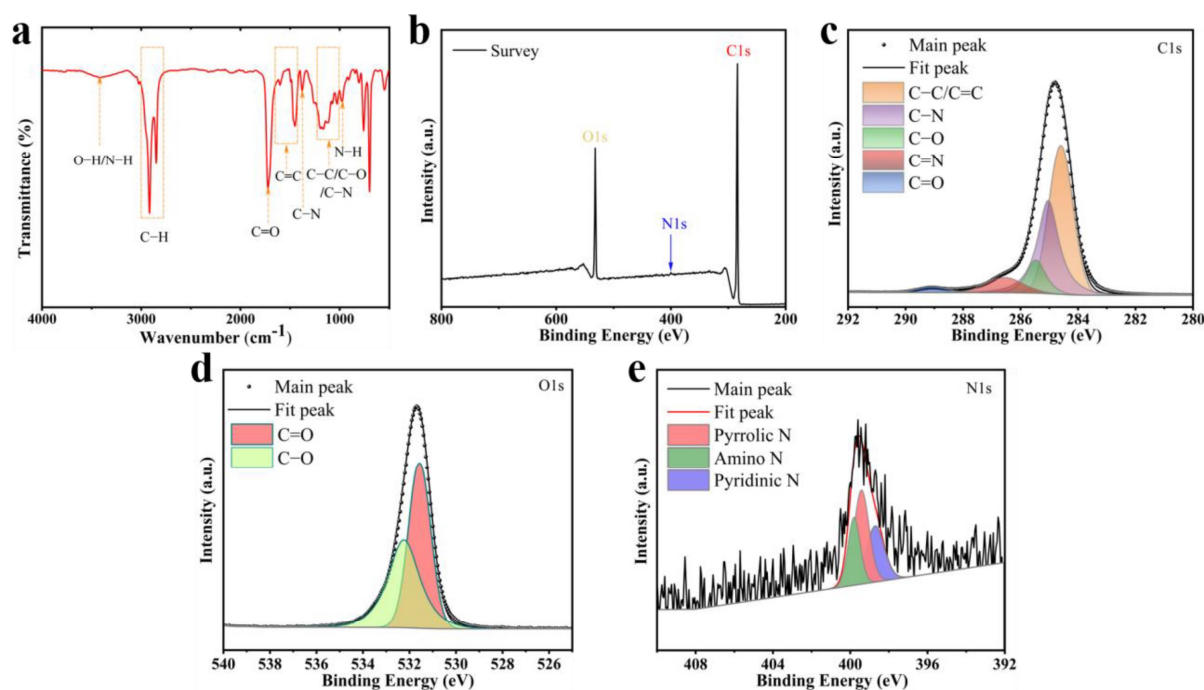 a
Transmittance (%)
O−H/N−H
C−H
C=O
C=C
C−N
C−C/C−O
/C−N
N−H
4000 3000 2000 1000
Wavenumber (cm-1
b
Survey
C1s
O1s
N1s
Intensity (a.u.)
800 600 400 200
Binding Energy (eV)
c
Main peak
Fit peak
C−C/C=C
C−N
C−O
C=N
C=O
C1s
Intensity (a.u.)
292 290 288 286 284 282 280
Binding Energy (eV)
d
Main peak
Fit peak
C=O
C−O
O1s
Intensity (a.u.)
540 538 536 534 532 530 528 526
Binding Energy (eV)
e
Main peak
Fit peak
Pyrrolic N
Amino N
Pyridinic N
N1s
Intensity (a.u.)
408 404 400 396 392
Binding Energy (eV)